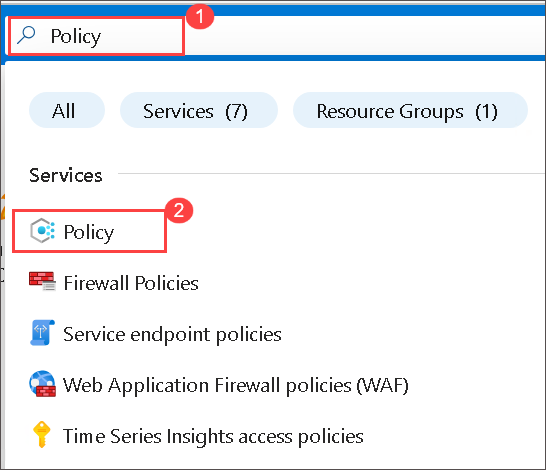 1
Policy
All Services (7) Resource Groups (1)
Services
2
Policy
Firewall Policies
Service endpoint policies
Web Application Firewall policies (WAF)
Time Series Insights access policies